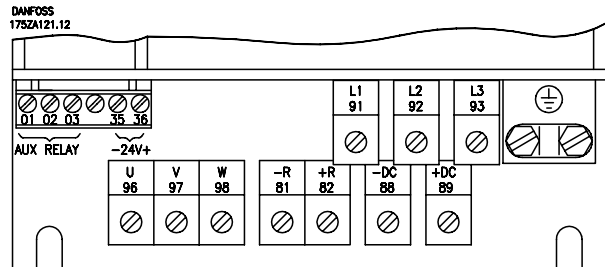 DANFOSS
175ZA121.12
L1 L2 L3
91 92 93
01 02 03 35 36
AUX RELAY -24V+
U V W -R +R -DC +DC
96 97 98 81 82 88 89